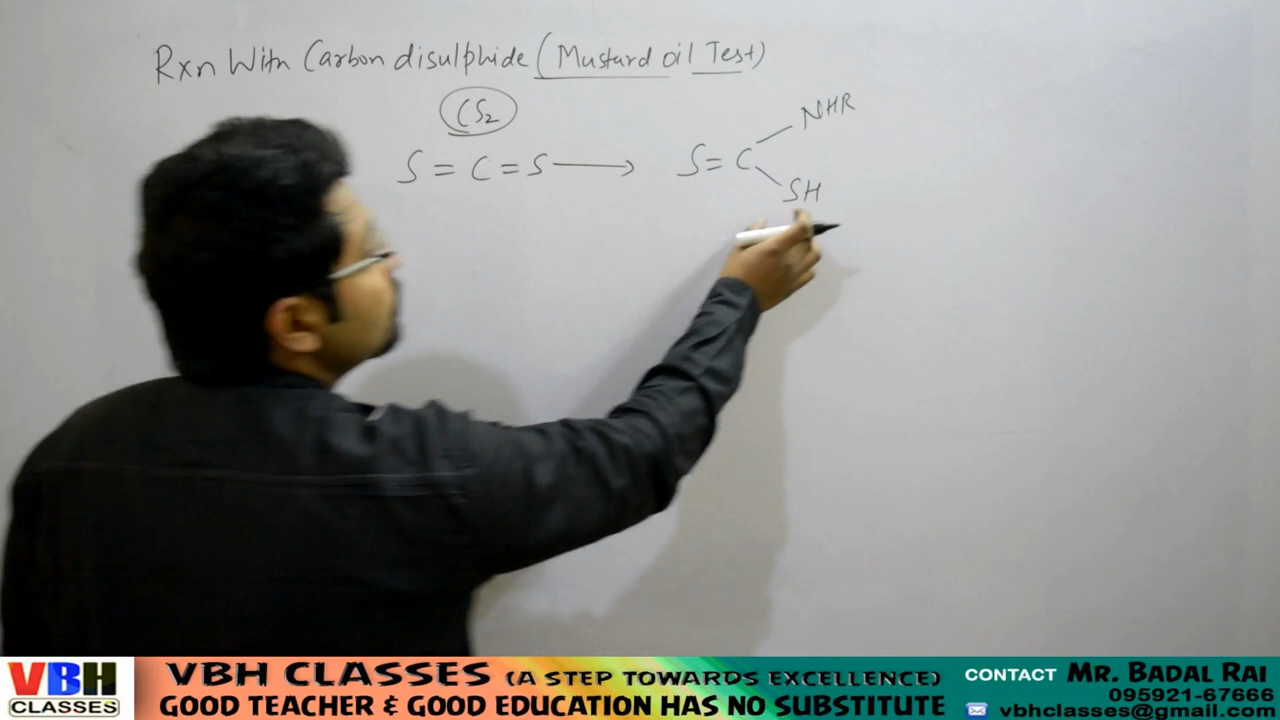 Rxn With Carbon disulphide (Mustard oil Test)
CS2
S = C = S ⟶ S = C
NHR
SH
VBH CLASSES
VBH CLASSES (A STEP TOWARDS EXCELLENCE)
GOOD TEACHER & GOOD EDUCATION HAS NO SUBSTITUTE
CONTACT MR. BADAL RAI
095921-67666
vbhclasses@gmail.com